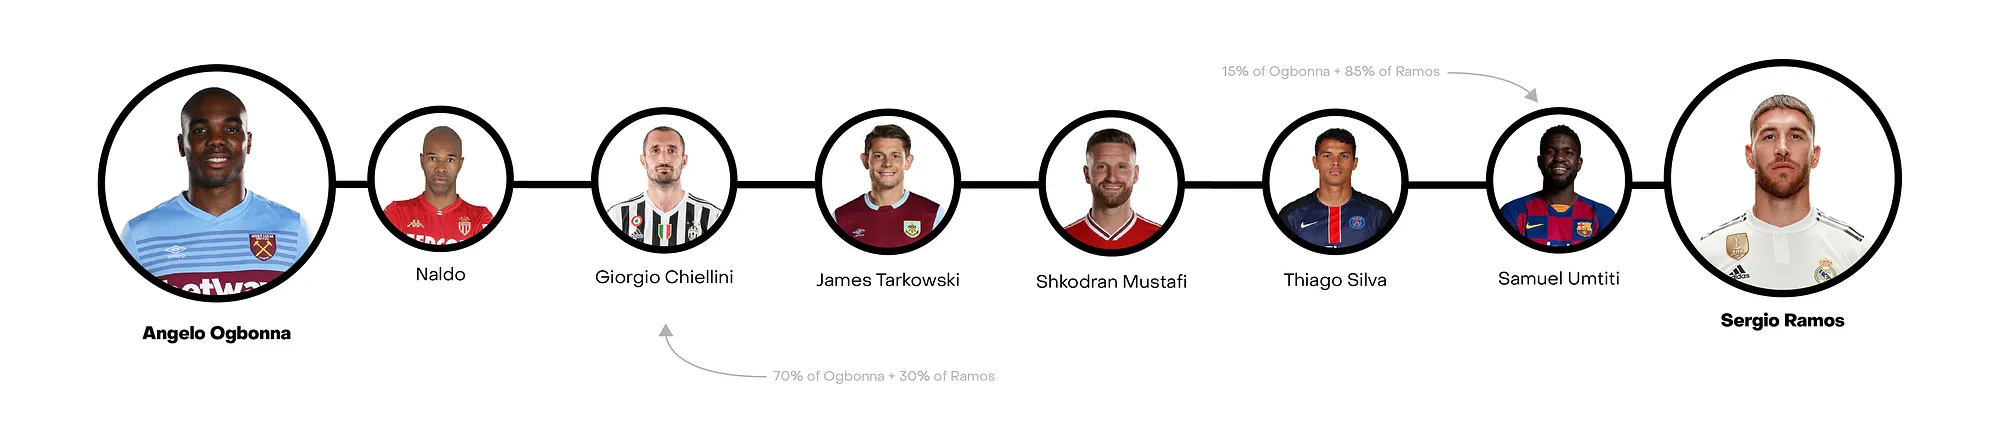 15% of Ogbonna + 85% of Ramos
Naldo
Giorgio Chiellini
James Tarkowski
Shkodran Mustafi
Thiago Silva
Samuel Umtiti
Angelo Ogbonna
Sergio Ramos
70% of Ogbonna + 30% of Ramos